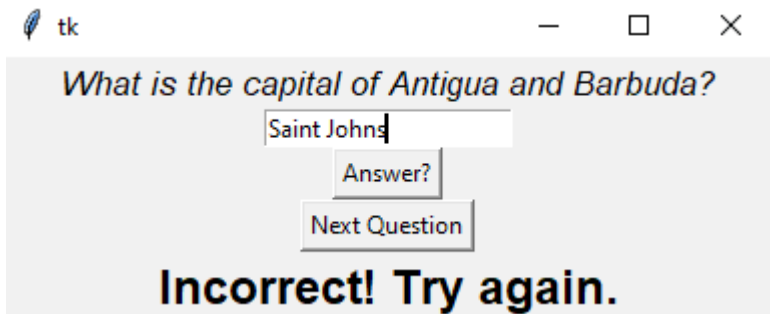 tk
What is the capital of Antigua and Barbuda?
Saint Johns
Answer?
Next Question
Incorrect! Try again.